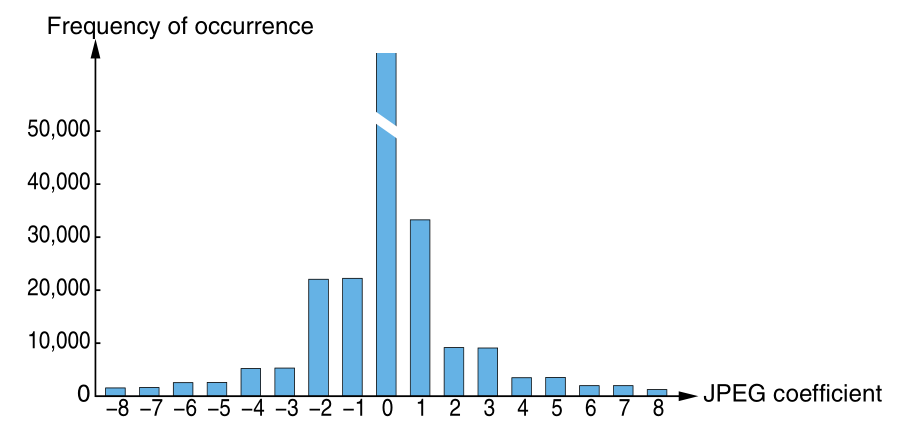 Frequency of occurrence
50,000
40,000
30,000
20,000
10,000
0
−8 −7 −6 −5 −4 −3 −2 −1 0 1 2 3 4 5 6 7 8
JPEG coefficient